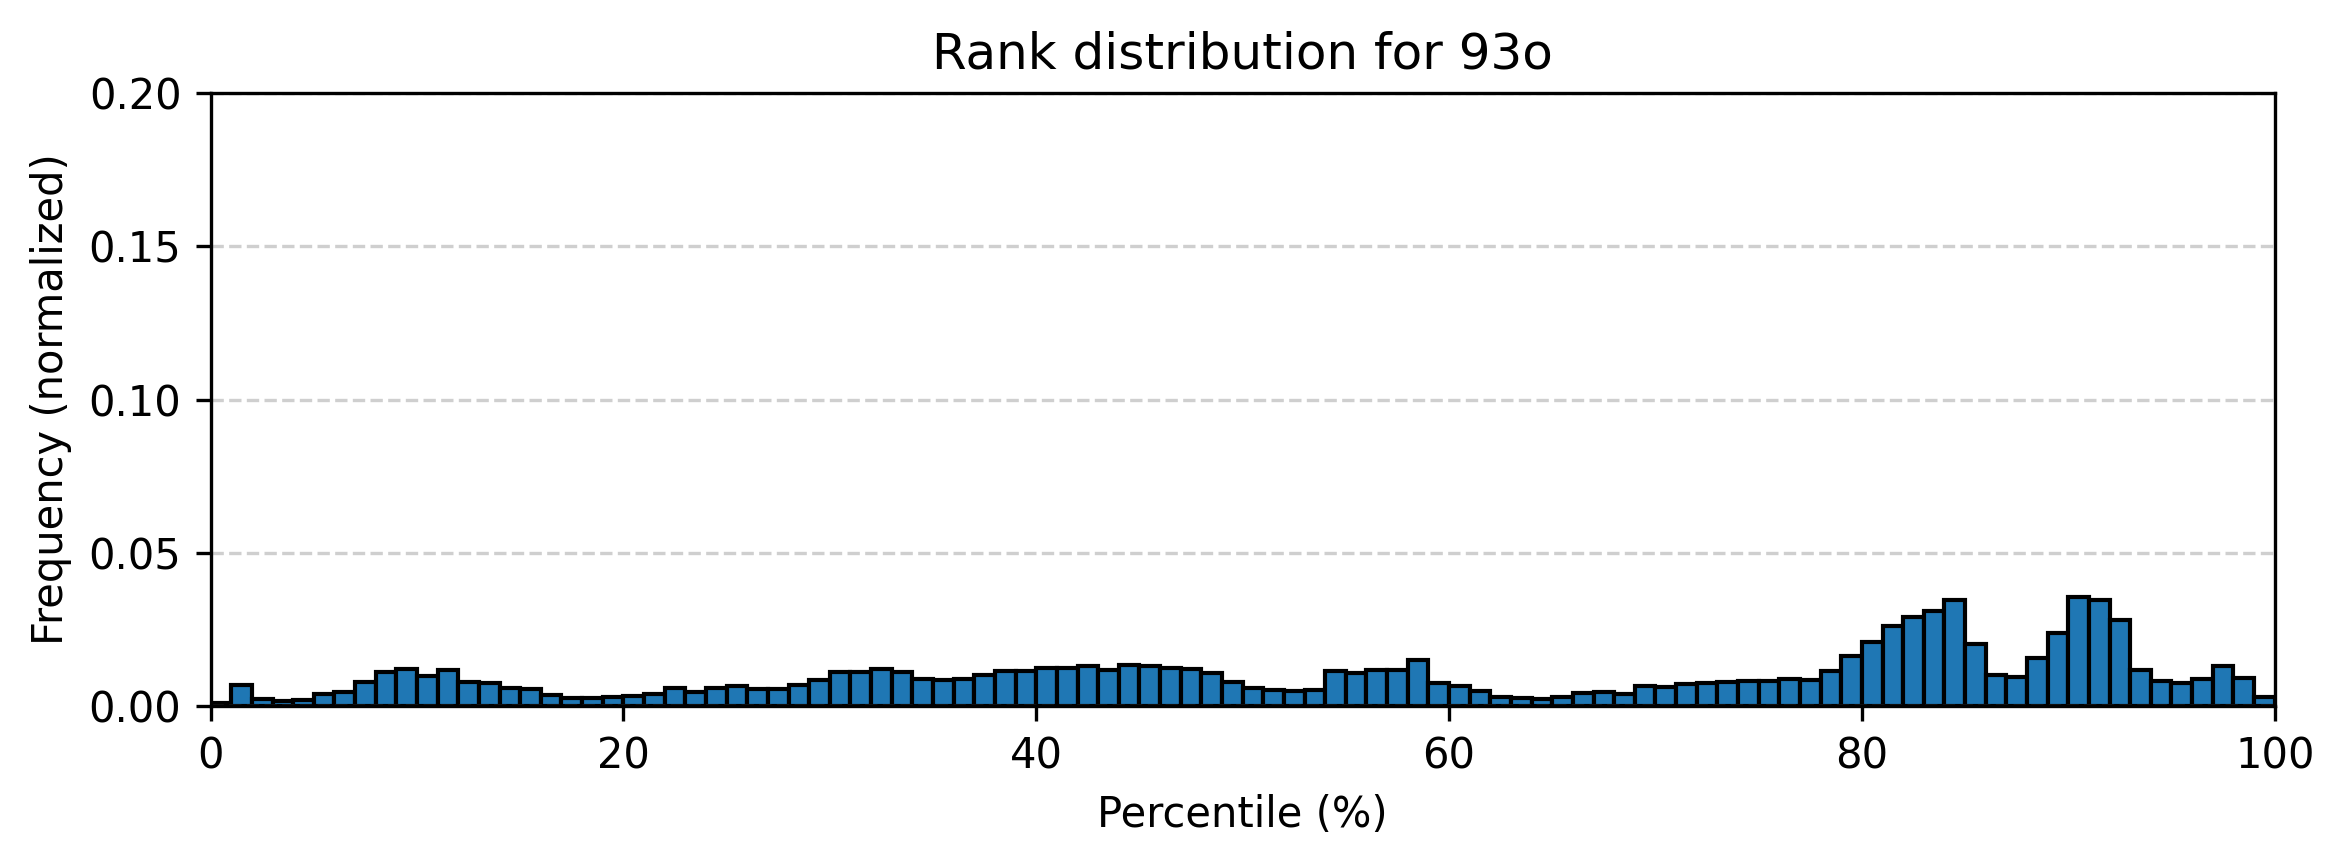 Rank distribution for 93o
0.20
0.15
0.10
0.05
0.00
Frequency (normalized)
0 20 40 60 80 100
Percentile (%)